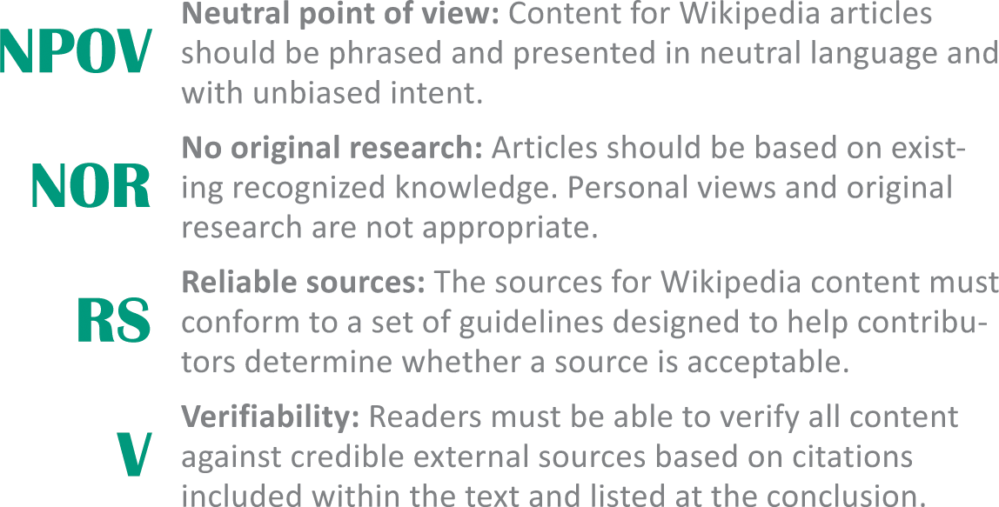 Neutral point of view: Content for Wikipedia articles
NPOV should be phrased and presented in neutral language and
with unbiased intent.
No original research: Articles should be based on exist-
NOR ing recognized knowledge. Personal views and original
research are not appropriate.
Reliable sources: The sources for Wikipedia content must
RS conform to a set of guidelines designed to help contribu-
tors determine whether a source is acceptable.
Verifiability: Readers must be able to verify all content
V against credible external sources based on citations
included within the text and listed at the conclusion.